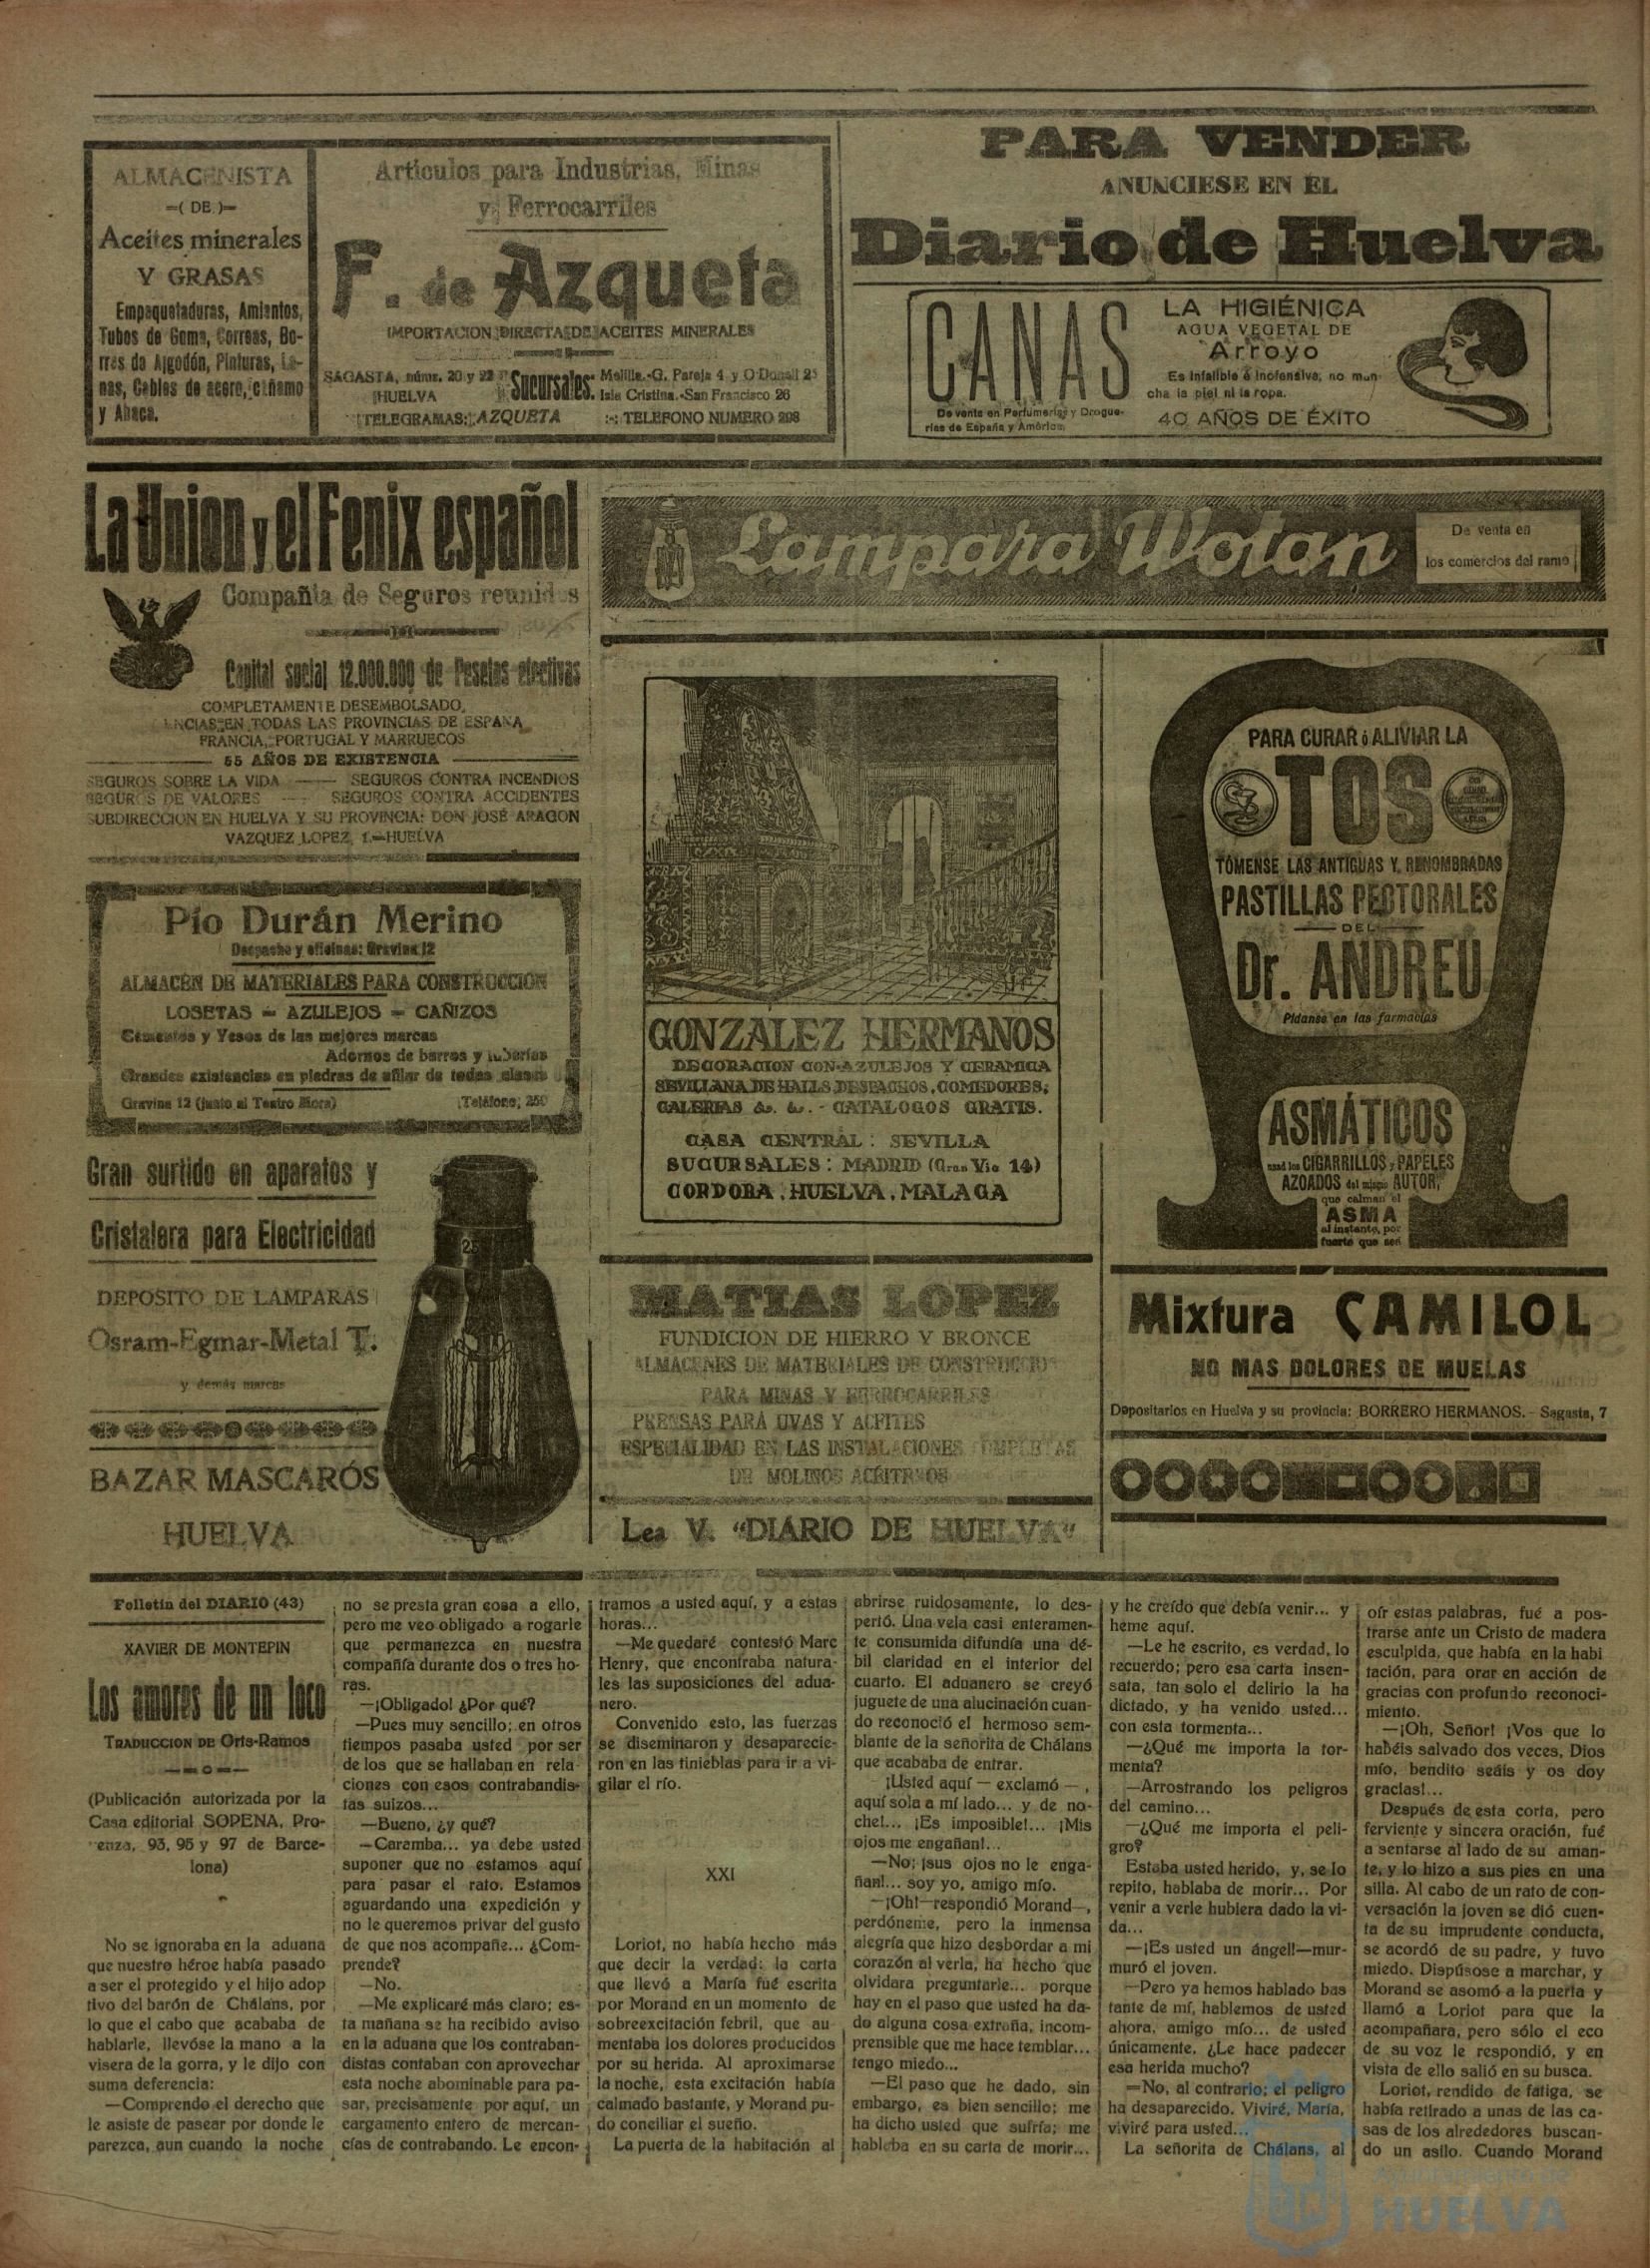 ALMACENISTA
=( DE )=
Aceites minerales
Y GRASAS
Empaquetaduras, Amiantos,
Tubos de Goma, Correas, Bo-
rres de Algodón, Pinturas, La-
nas, Cables de acero, cáñamo
y Abaca.
Articulos para Industrias, Minas
y Ferrocarriles
F. de Azqueta
IMPORTACION DIRECTA DE ACEITES MINERALES
SAGASTA, núms. 20 y 22
HUELVA
Sucursales: Melilla.-G. Pareja 4 y O'Donell 25
Isla Cristina.-San Francisco 26
TELEGRAMAS: AZQUETA :-: TELEFONO NUMERO 298
PARA VENDER
ANUNCIESE EN EL
Diario de Huelva
CANAS
De venta en Perfumerías y Drogue-
rías de España y América
LA HIGIÉNICA
AGUA VEGETAL DE
Arroyo
Es infalible é inofensiva, no man
cha la piel ni la ropa.
40 AÑOS DE ÉXITO
La Union y el Fenix español
Compañia de Seguros reunidos
Capital social 12.000.000 de Pesetas efectivas
COMPLETAMENTE DESEMBOLSADO
ENCIAS EN TODAS LAS PROVINCIAS DE ESPAÑA
FRANCIA, PORTUGAL Y MARRUECOS
55 AÑOS DE EXISTENCIA
SEGUROS SOBRE LA VIDA —— SEGUROS CONTRA INCENDIOS
SEGUROS DE VALORES —— SEGUROS CONTRA ACCIDENTES
SUBDIRECCION EN HUELVA Y SU PROVINCIA: DON JOSÉ ARAGON
VAZQUEZ LOPEZ, 1.—HUELVA
Lámpara Wotan
De venta en
los comercios del ramo
Pío Durán Merino
Despacho y oficinas: Gravina 12
ALMACÉN DE MATERIALES PARA CONSTRUCCION
LOSETAS = AZULEJOS = CAÑIZOS
Cementos y Yesos de las mejores marcas
Adornos de barros y tuberías
Grandes existencias en piedras de afilar de todas clases
Gravina 12 (junto al Teatro Mora) Teléfono, 250
Gran surtido en aparatos y
Cristalera para Electricidad
DEPOSITO DE LAMPARAS
Osram-Egmar-Metal T.
y demás marcas
BAZAR MASCARÓS
HUELVA
25
GONZALEZ HERMANOS
DECORACION CON AZULEJOS Y CERAMICA
SEVILLANA DE HALLS, DESPACHOS, COMEDORES,
GALERIAS &. &. - CATALOGOS GRATIS.
CASA CENTRAL: SEVILLA
SUCURSALES: MADRID (Gran Via 14)
CORDOBA, HUELVA, MALAGA
MATIAS LOPEZ
FUNDICION DE HIERRO Y BRONCE
ALMACENES DE MATERIALES DE CONSTRUCCIO
PARA MINAS Y FERROCARRILES
PRENSAS PARA UVAS Y ACEITES
ESPECIALIDAD EN LAS INSTALACIONES COMPLETAS
DE MOLINOS ACEITEROS
Lea V. "DIARIO DE HUELVA"
PARA CURAR ó ALIVIAR LA
TOS
TÓMENSE LAS ANTIGUAS Y RENOMBRADAS
PASTILLAS PECTORALES
DEL
Dr. ANDREU
Pídanse en las farmacias
ASMÁTICOS
usad los CIGARRILLOS y PAPELES
AZOADOS del mismo AUTOR,
que calman el
ASMA
al instante, por
fuerte que sea
Mixtura CAMILOL
NO MAS DOLORES DE MUELAS
Depositarios en Huelva y su provincia: BORRERO HERMANOS.- Sagasta, 7
Folletin del DIARIO (43)
XAVIER DE MONTEPIN
Los amores de un loco
TRADUCCION DE Orts-Ramos
—o—
(Publicación autorizada por la
Casa editorial SOPENA, Pro-
enza, 93, 95 y 97 de Barce-
lona)
No se ignoraba en la aduana
que nuestro héroe había pasado
a ser el protegido y el hijo adop
tivo del barón de Châlans, por
lo que el cabo que acababa de
hablarle, llevóse la mano a la
visera de la gorra, y le dijo con
suma deferencia:
—Comprendo el derecho que
le asiste de pasear por donde le
parezca, aun cuando la noche
no se presta gran cosa a ello,
pero me veo obligado a rogarle
que permanezca en nuestra
compañía durante dos o tres ho-
ras.
—¡Obligado! ¿Por qué?
—Pues muy sencillo; en otros
tiempos pasaba usted por ser
de los que se hallaban en rela
ciones con esos contrabandis-
tas suizos...
—Bueno, ¿y qué?
—Caramba... ya debe usted
suponer que no estamos aquí
para pasar el rato. Estamos
aguardando una expedición y
no le queremos privar del gusto
de que nos acompañe... ¿Com-
prende?
—No.
—Me explicaré más claro; es-
ta mañana se ha recibido aviso
en la aduana que los contraban-
distas contaban con aprovechar
esta noche abominable para pa-
sar, precisamente por aquí, un
cargamento entero de mercan-
cías de contrabando. Le encon-
tramos a usted aquí, y a estas
horas...
—Me quedaré contestó Marc
Henry, que encontraba natura-
les las suposiciones del adua-
nero.
Convenido esto, las fuerzas
se diseminaron y desaparecie-
ron en las tinieblas para ir a vi-
gilar el río.
XXI
Loriot, no había hecho más
que decir la verdad: la carta
que llevó a María fué escrita
por Morand en un momento de
sobreexcitación febril, que au
mentaba los dolores producidos
por su herida. Al aproximarse
la noche, esta excitación había
calmado bastante, y Morand pu-
do conciliar el sueño.
La puerta de la habitación al
abrirse ruidosamente, lo des-
pertó. Una vela casi enteramen-
te consumida difundía una dé-
bil claridad en el interior del
cuarto. El aduanero se creyó
juguete de una alucinación cuan-
do reconoció el hermoso sem-
blante de la señorita de Châlans
que acababa de entrar.
¡Usted aquí — exclamó —,
aquí sola a mí lado... y de no-
che!... ¡Es imposible!... ¡Mis
ojos me engañan!...
—No; ¡sus ojos no le enga-
ñan!... soy yo, amigo mío.
—¡Oh!—respondió Morand—,
perdóneme, pero la inmensa
alegría que hizo desbordar a mi
corazón al verla, ha hecho que
olvidara preguntarle... porque
hay en el paso que usted ha da-
do alguna cosa extraña, incom-
prensible que me hace temblar...
tengo miedo...
—El paso que he dado, sin
embargo, es bien sencillo; me
ha dicho usted que sufría; me
hablaba en su carta de morir...
y he creído que debía venir... y
heme aquí.
—Le he escrito, es verdad, lo
recuerdo; pero esa carta insen-
sata, tan solo el delirio la ha
dictado, y ha venido usted...
con esta tormenta...
—¿Qué me importa la tor-
menta?
—Arrostrando los peligros
del camino...
—¿Qué me importa el peli-
gro?
Estaba usted herido, y, se lo
repito, hablaba de morir... Por
venir a verle hubiera dado la vi-
da...
—¡Es usted un ángel!—mur-
muró el joven.
—Pero ya hemos hablado bas
tante de mí, hablemos de usted
ahora, amigo mío... de usted
únicamente. ¿Le hace padecer
esa herida mucho?
—No, al contrario; el peligro
ha desaparecido. Viviré, María,
viviré para usted...
La señorita de Châlans, al
oír estas palabras, fué a pos-
trarse ante un Cristo de madera
esculpida, que había en la habi
tación, para orar en acción de
gracias con profundo reconoci-
miento.
—¡Oh, Señor! ¡Vos que lo
habéis salvado dos veces, Dios
mío, bendito seáis y os doy
gracias!...
Después de esta corta, pero
ferviente y sincera oración, fué
a sentarse al lado de su aman-
te, y lo hizo a sus pies en una
silla. Al cabo de un rato de con-
versación la joven se dió cuen-
ta de su imprudente conducta,
se acordó de su padre, y tuvo
miedo. Dispúsose a marchar, y
Morand se asomó a la puerta y
llamó a Loriot para que la
acompañara, pero sólo el eco
de su voz le respondió, y en
vista de ello salió en su busca.
Loriot, rendido de fatiga, se
había retirado a unas de las ca-
sas de los alrededores buscan-
do un asilo. Cuando Morand
Ayuntamiento de
HUELVA